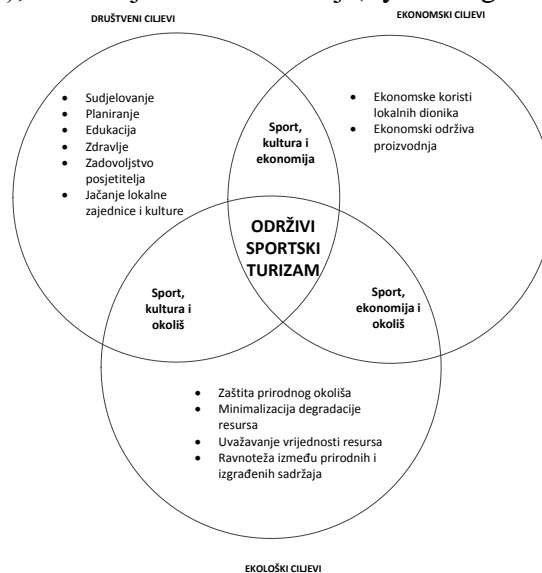 DRUŠTVENI CILJEVI
EKONOMSKI CILJEVI
• Sudjelovanje
• Planiranje
• Edukacija
• Zdravlje
• Zadovoljstvo
posjetitelja
• Jačanje lokalne
zajednice i kulture
Sport,
kultura i
ekonomija
• Ekonomske koristi
lokalnih dionika
• Ekonomski održiva
proizvodnja
ODRŽIVI
SPORTSKI
TURIZAM
Sport,
kultura i
okoliš
Sport,
ekonomija i
okoliš
• Zaštita prirodnog okoliša
• Minimalizacija degradacije
resursa
• Uvažavanje vrijednosti resursa
• Ravnoteža između prirodnih i
izgrađenih sadržaja
EKOLOŠKI CILJEVI